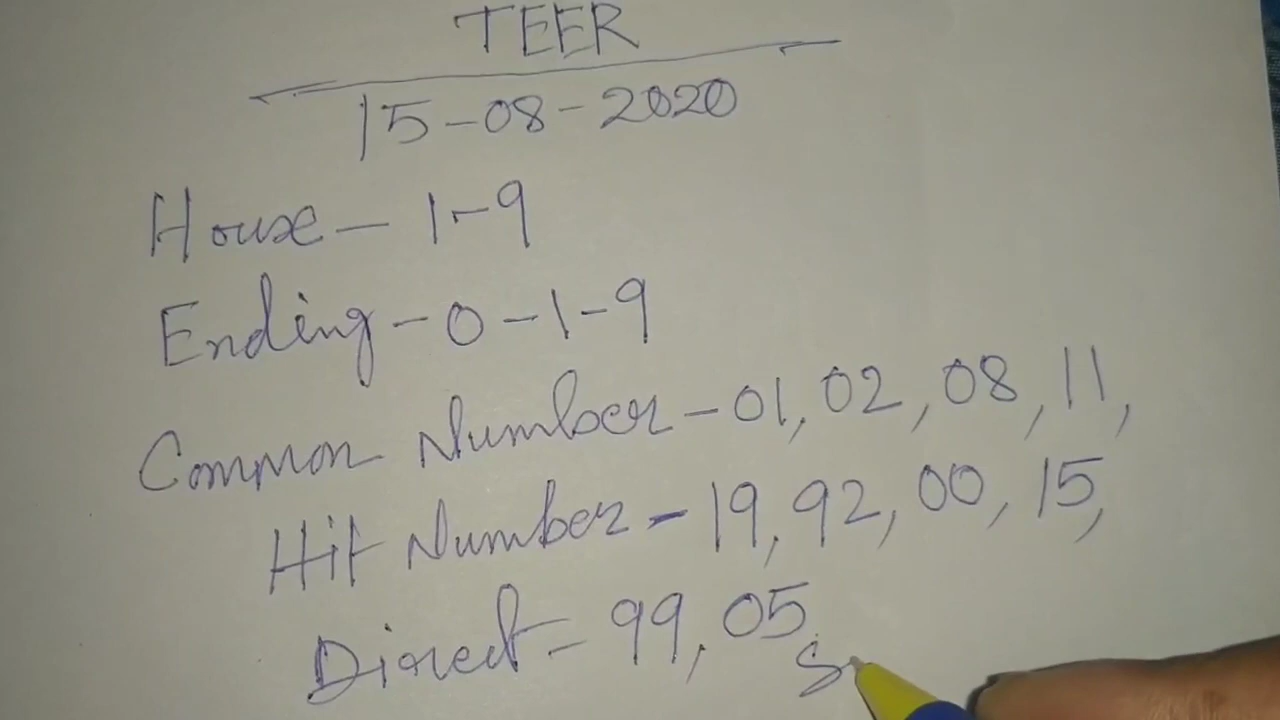 TEER
15-08-2020
House - 1-9
Ending - 0-1-9
Common Number - 01, 02, 08, 11,
Hit Number - 19, 92, 00, 15,
Direct = 99, 05,
S